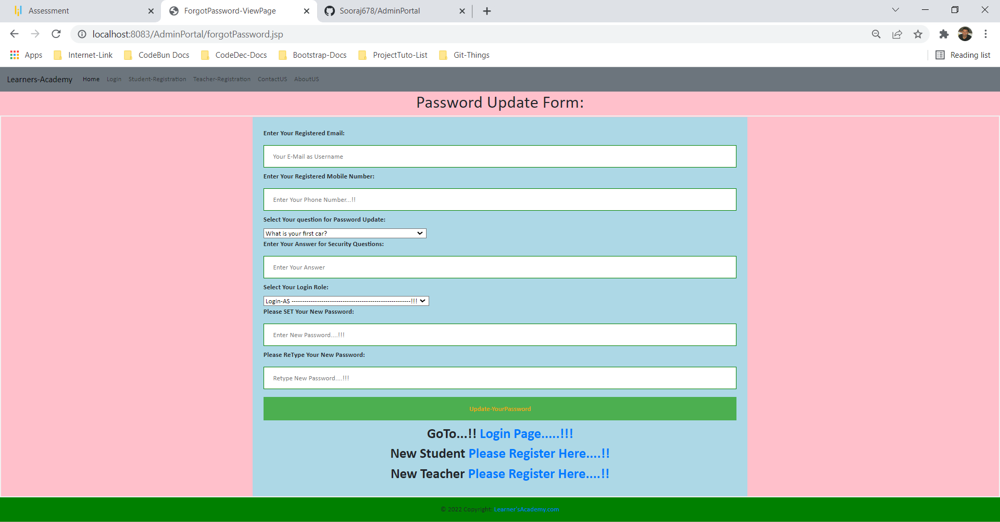 Assessment
ForgotPassword-ViewPage
Sooraj678/AdminPortal
localhost:8083/AdminPortal/forgotPassword.jsp
Apps Internet-Link CodeBun Docs CodeDec-Docs Bootstrap-Docs ProjectTuto-List Git-Things Reading list
Learners-Academy Home Login Student-Registration Teacher-Registration ContactUS AboutUS
Password Update Form:
Enter Your Registered Email:
Your E-Mail as Username
Enter Your Registered Mobile Number:
Enter Your Phone Number...!!
Select Your question for Password Update:
What is your first car?
Enter Your Answer for Security Questions:
Enter Your Answer
Select Your Login Role:
Login-AS --------------------------------------------------------!!!
Please SET Your New Password:
Enter New Password....!!!
Please ReType Your New Password:
Retype New Password....!!!
Update-YourPassword
GoTo...!! Login Page.....!!!
New Student Please Register Here....!!
New Teacher Please Register Here....!!
© 2022 Copyright: Learner'sAcademy.com